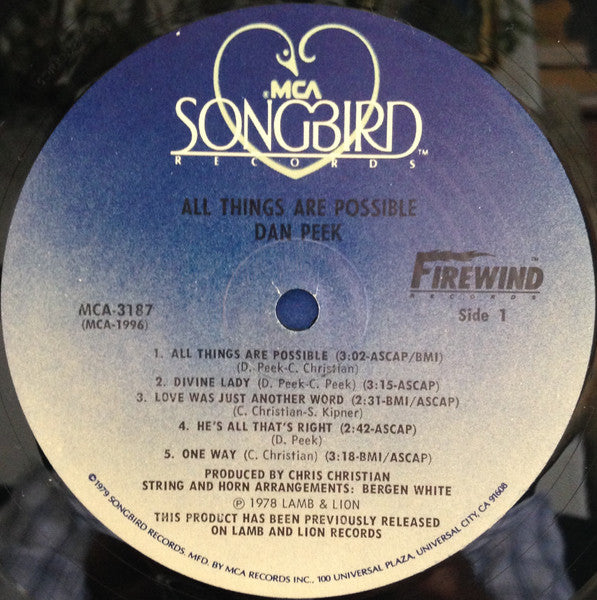 MCA
SONGBIRD™
RECORDS
ALL THINGS ARE POSSIBLE
DAN PEEK
FIREWIND™
RECORDS
MCA-3187
(MCA-1996)
Side 1
1. ALL THINGS ARE POSSIBLE (3:02-ASCAP/BMI)
(D. Peek-C. Christian)
2. DIVINE LADY (D. Peek-C. Peek) (3:15-ASCAP)
3. LOVE WAS JUST ANOTHER WORD (2:31-BMI/ASCAP)
(C. Christian-S. Kipner)
4. HE'S ALL THAT'S RIGHT (2:42-ASCAP)
(D. Peek)
5. ONE WAY (C. Christian) (3:18-BMI/ASCAP)
PRODUCED BY CHRIS CHRISTIAN
STRING AND HORN ARRANGEMENTS: BERGEN WHITE
℗ 1978 LAMB & LION
THIS PRODUCT HAS BEEN PREVIOUSLY RELEASED
ON LAMB AND LION RECORDS
©1979 SONGBIRD RECORDS. MFD. BY MCA RECORDS INC., 100 UNIVERSAL PLAZA, UNIVERSAL CITY, CA 91608